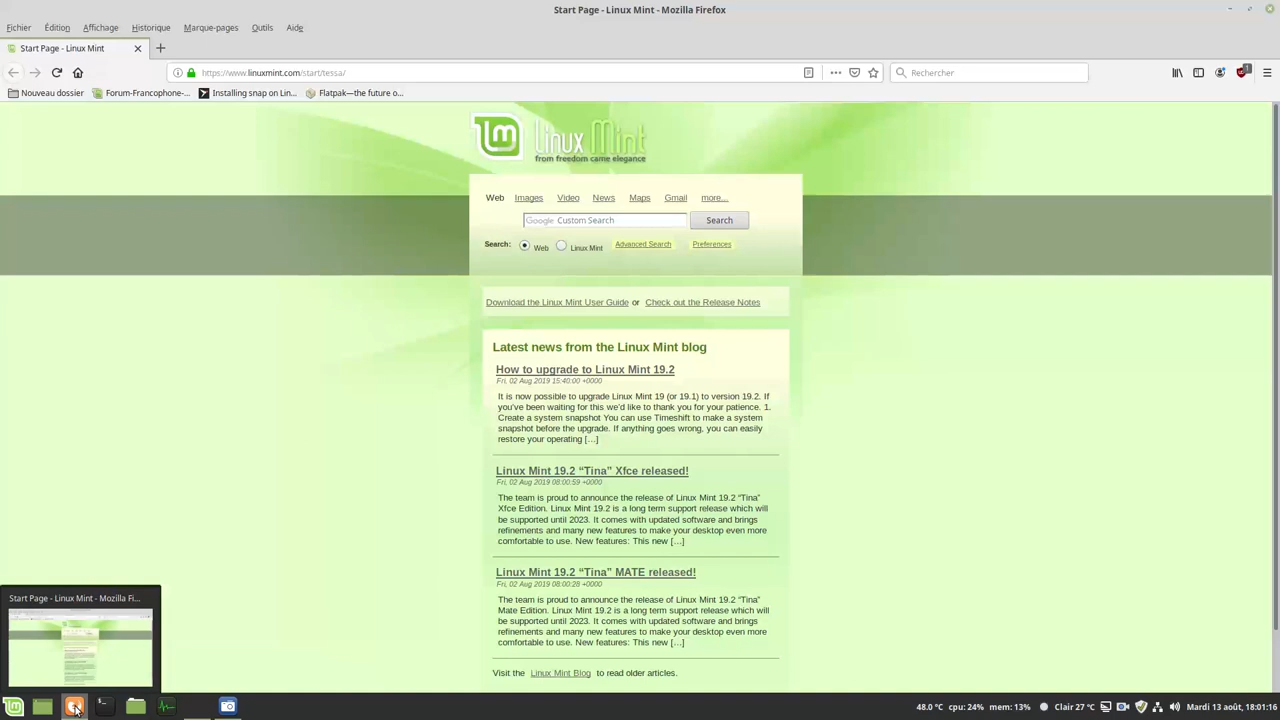 Start Page - Linux Mint - Mozilla Firefox
Fichier Édition Affichage Historique Marque-pages Outils Aide
Start Page - Linux Mint
https://www.linuxmint.com/start/tessa/
Rechercher
1
Nouveau dossier Forum-Francophone-... Installing snap on Lin... Flatpak—the future o...
Linux Mint
from freedom came elegance
Web Images Video News Maps Gmail more...
Google Custom Search Search
Search: Web Linux Mint Advanced Search Preferences
Download the Linux Mint User Guide or Check out the Release Notes
Latest news from the Linux Mint blog
How to upgrade to Linux Mint 19.2
Fri, 02 Aug 2019 15:40:00 +0000
It is now possible to upgrade Linux Mint 19 (or 19.1) to version 19.2. If
you've been waiting for this we'd like to thank you for your patience. 1.
Create a system snapshot You can use Timeshift to make a system
snapshot before the upgrade. If anything goes wrong, you can easily
restore your operating […]
Linux Mint 19.2 “Tina” Xfce released!
Fri, 02 Aug 2019 08:00:59 +0000
The team is proud to announce the release of Linux Mint 19.2 “Tina”
Xfce Edition. Linux Mint 19.2 is a long term support release which will
be supported until 2023. It comes with updated software and brings
refinements and many new features to make your desktop even more
comfortable to use. New features: This new […]
Linux Mint 19.2 “Tina” MATE released!
Fri, 02 Aug 2019 08:00:28 +0000
The team is proud to announce the release of Linux Mint 19.2 “Tina”
Mate Edition. Linux Mint 19.2 is a long term support release which will
be supported until 2023. It comes with updated software and brings
refinements and many new features to make your desktop even more
comfortable to use. New features: This new […]
Visit the Linux Mint Blog to read older articles.
Start Page - Linux Mint - Mozilla Fi...
48.0 °C cpu: 24% mem: 13% Clair 27 °C Mardi 13 août, 18:01:16